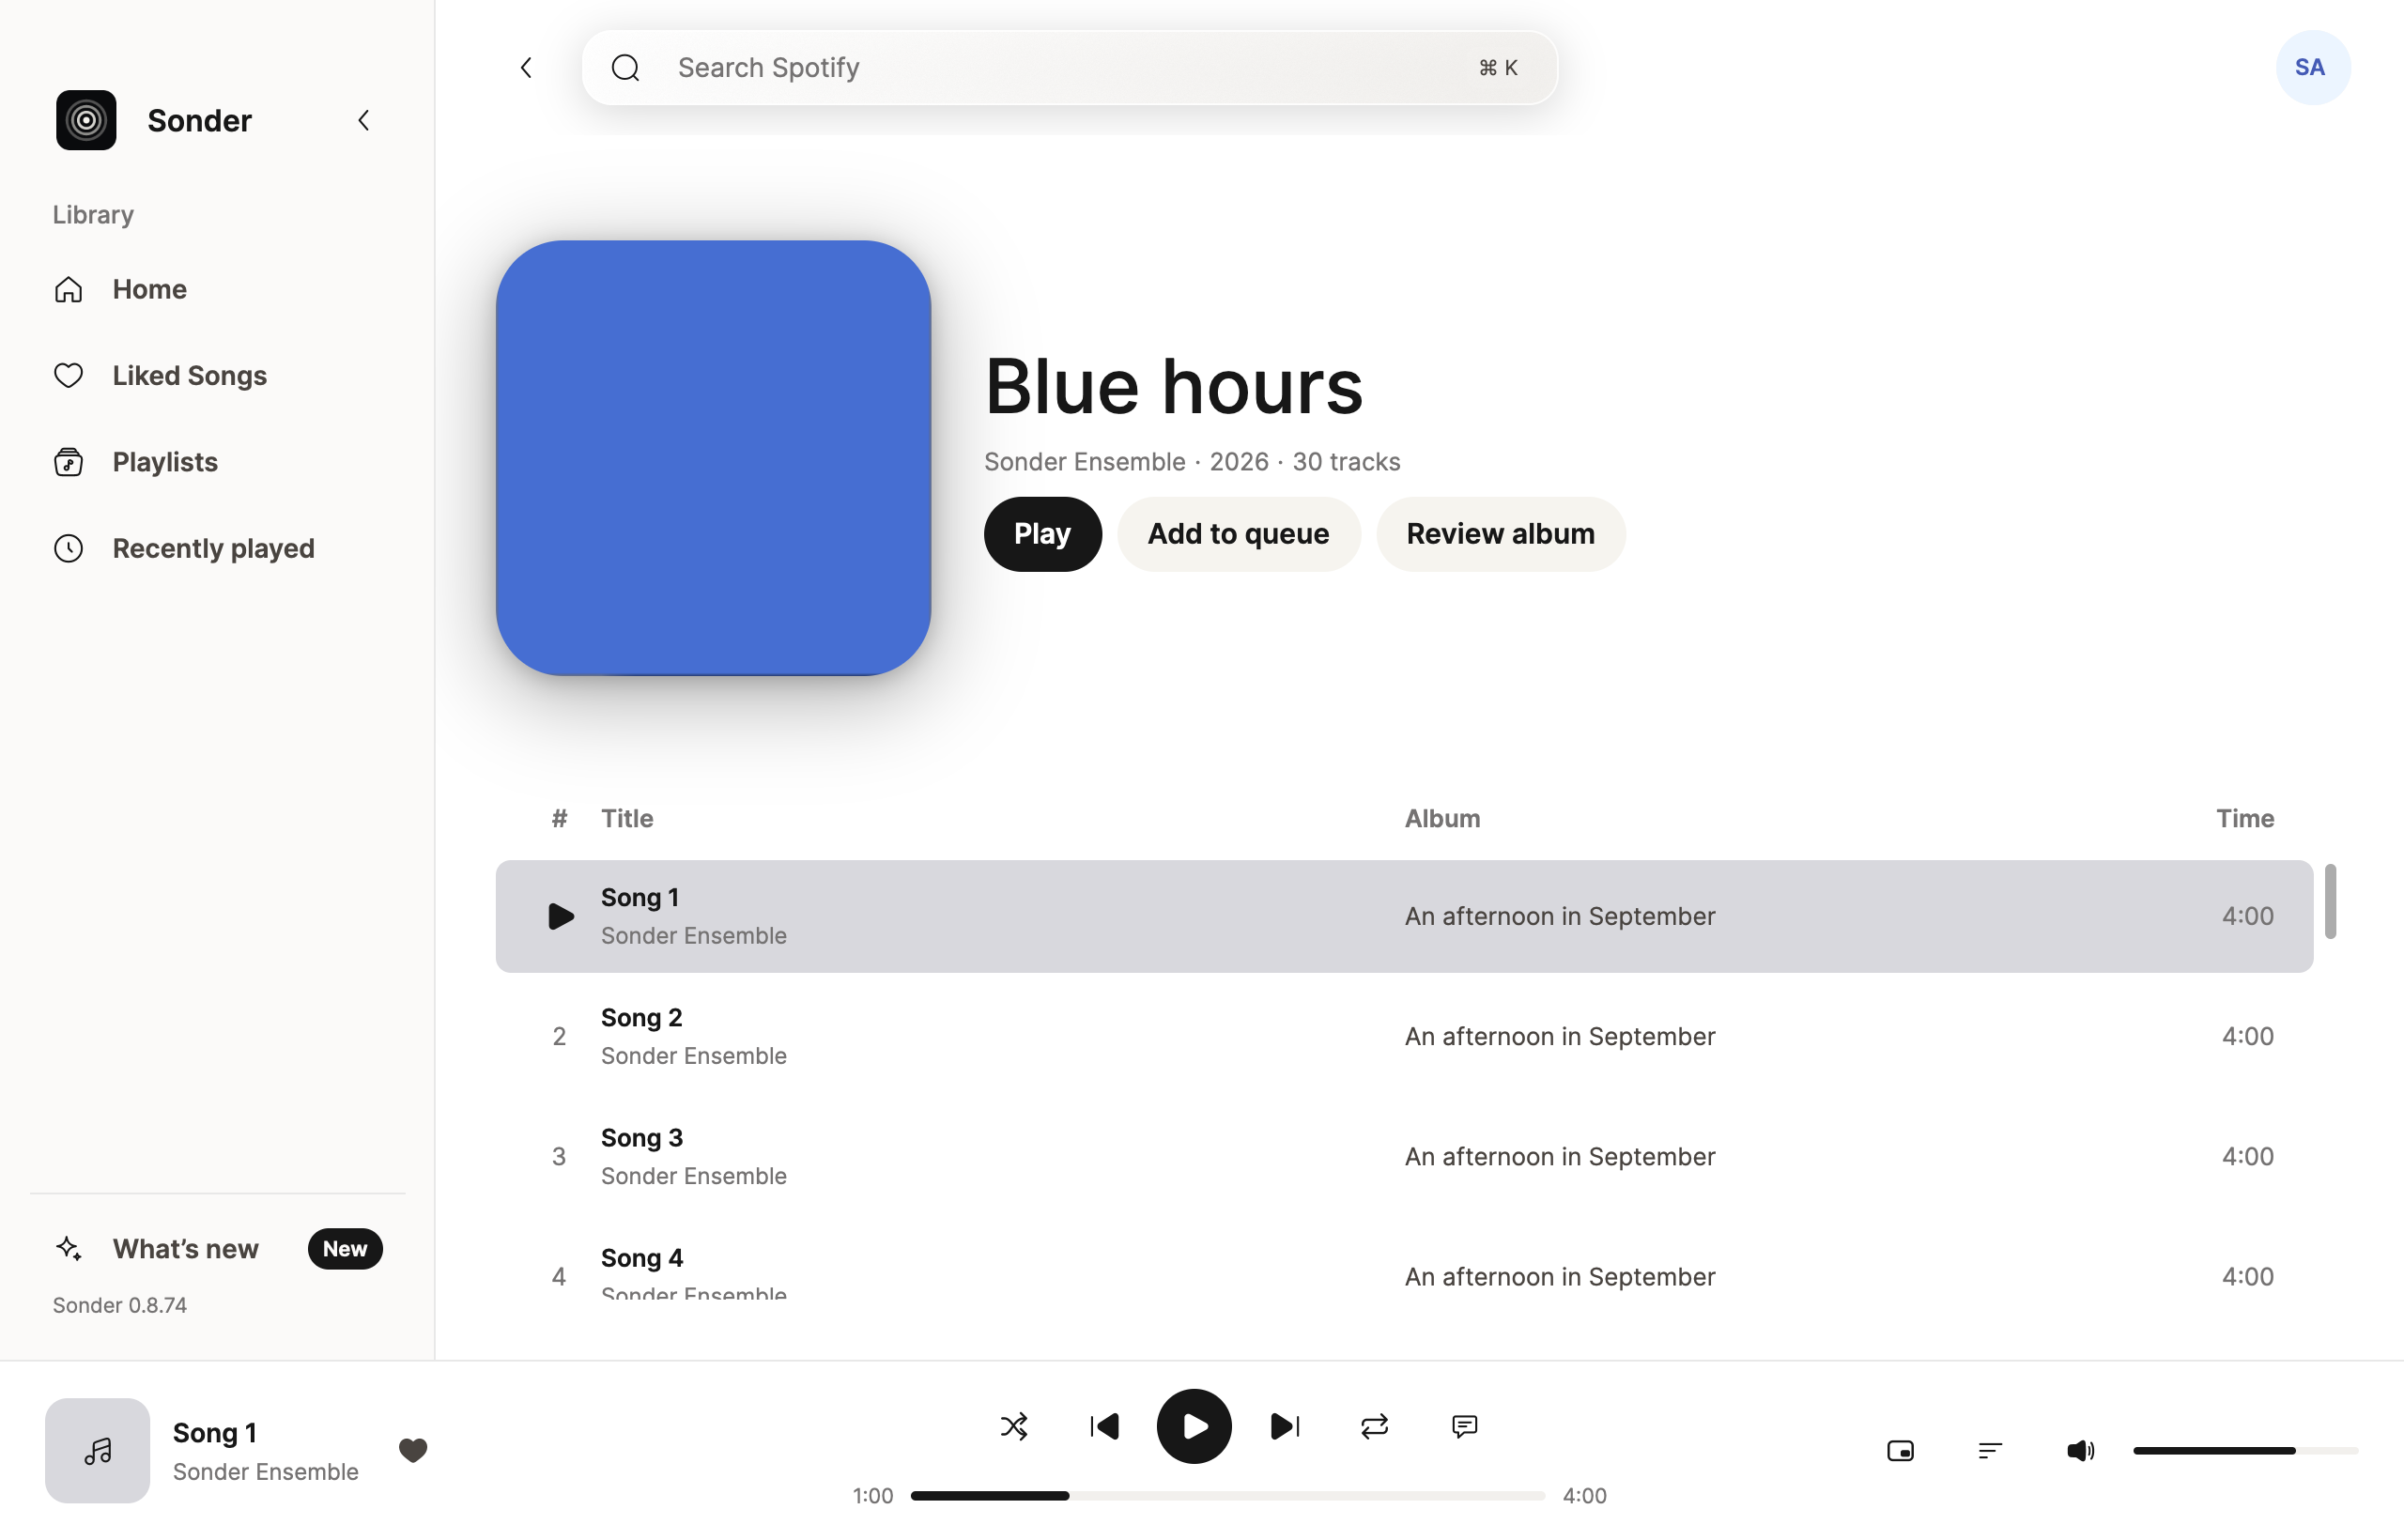 Sonder
Library
Home
Liked Songs
Playlists
Recently played
What’s new New
Sonder 0.8.74
Search Spotify ⌘ K
SA
Blue hours
Sonder Ensemble · 2026 · 30 tracks
Play Add to queue Review album
# Title Album Time
Song 1
Sonder Ensemble
An afternoon in September 4:00
2 Song 2
Sonder Ensemble
An afternoon in September 4:00
3 Song 3
Sonder Ensemble
An afternoon in September 4:00
4 Song 4
Sonder Ensemble
An afternoon in September 4:00
Song 1
Sonder Ensemble
1:00 4:00